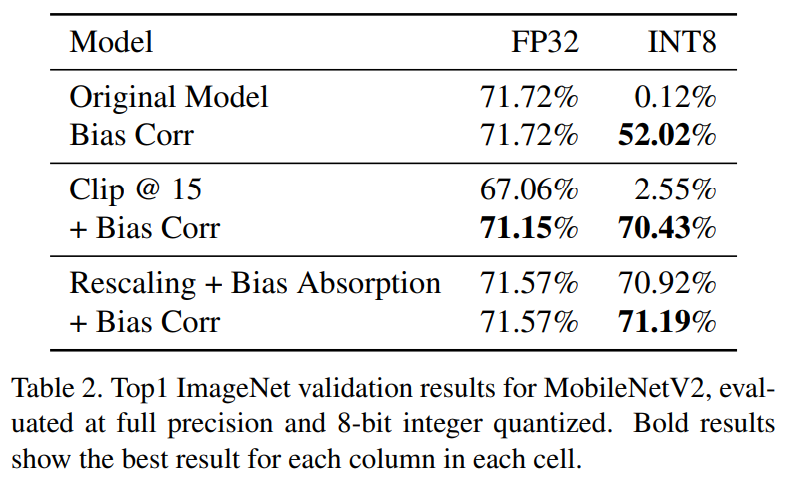 Model FP32 INT8
Original Model 71.72% 0.12%
Bias Corr 71.72% 52.02%
Clip @ 15 67.06% 2.55%
+ Bias Corr 71.15% 70.43%
Rescaling + Bias Absorption 71.57% 70.92%
+ Bias Corr 71.57% 71.19%
Table 2. Top1 ImageNet validation results for MobileNetV2, eval-
uated at full precision and 8-bit integer quantized. Bold results
show the best result for each column in each cell.